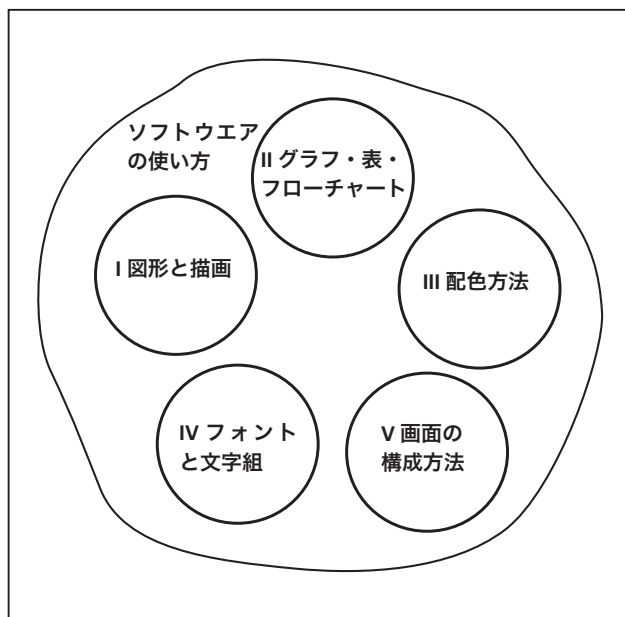 ソフトウエア
の使い方
II グラフ・表・
フローチャート
I 図形と描画
III 配色方法
IV フォント
と文字組
V 画面の
構成方法